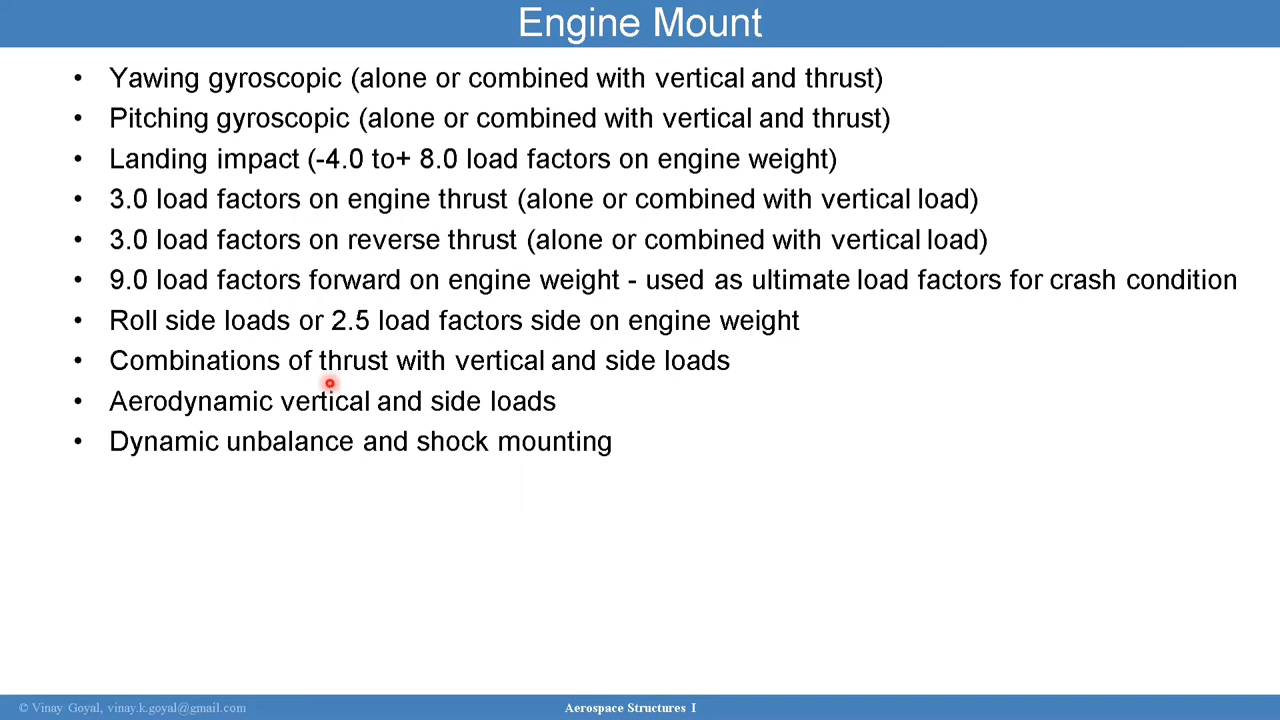 Engine Mount
• Yawing gyroscopic (alone or combined with vertical and thrust)
• Pitching gyroscopic (alone or combined with vertical and thrust)
• Landing impact (-4.0 to+ 8.0 load factors on engine weight)
• 3.0 load factors on engine thrust (alone or combined with vertical load)
• 3.0 load factors on reverse thrust (alone or combined with vertical load)
• 9.0 load factors forward on engine weight - used as ultimate load factors for crash condition
• Roll side loads or 2.5 load factors side on engine weight
• Combinations of thrust with vertical and side loads
• Aerodynamic vertical and side loads
• Dynamic unbalance and shock mounting
© Vinay Goyal, vinay.k.goyal@gmail.com
Aerospace Structures I